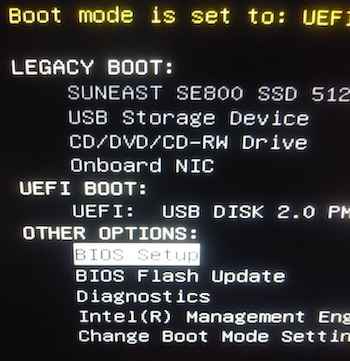 Boot mode is set to: UEFI
LEGACY BOOT:
SUNEAST SE800 SSD 512
USB Storage Device
CD/DVD/CD-RW Drive
Onboard NIC
UEFI BOOT:
UEFI: USB DISK 2.0 PM
OTHER OPTIONS:
BIOS Setup
BIOS Flash Update
Diagnostics
Intel(R) Management Eng
Change Boot Mode Settin